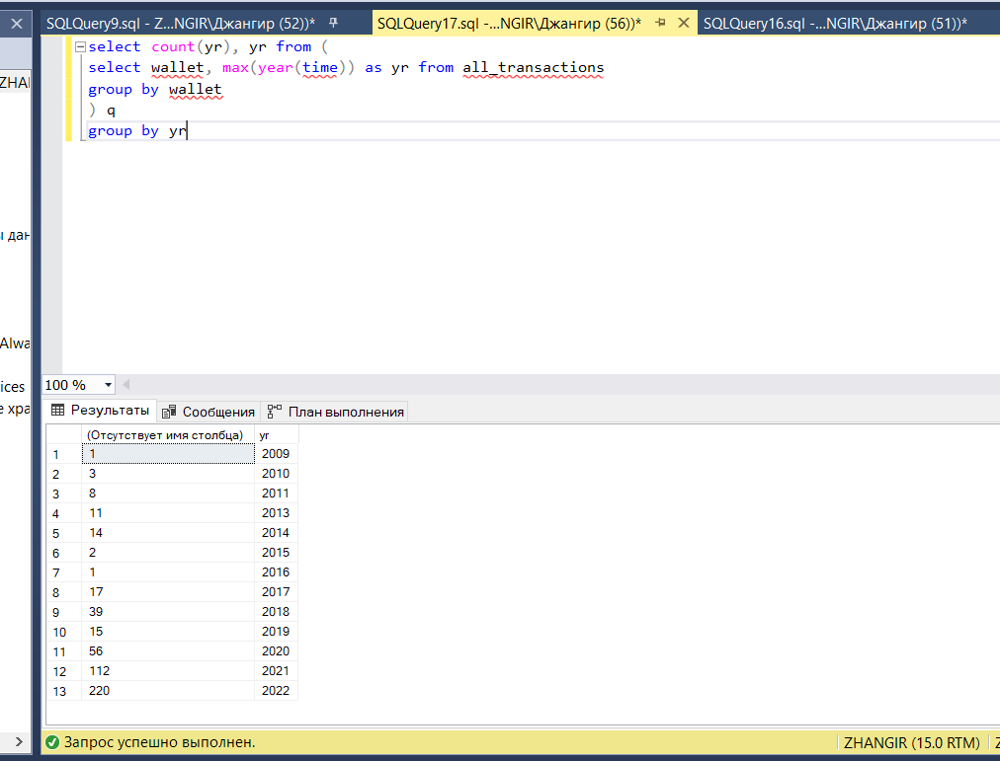 SQLQuery9.sql - Z...NGIR\Джангир (52))*
SQLQuery17.sql -...NGIR\Джангир (56))*
SQLQuery16.sql -...NGIR\Джангир (51))*
select count(yr), yr from (
select wallet, max(year(time)) as yr from all_transactions
group by wallet
) q
group by yr
ZHAI
ы дан
Alwa
ices
е хра
100 %
Результаты
Сообщения
План выполнения
(Отсутствует имя столбца) yr
1 1 2009
2 3 2010
3 8 2011
4 11 2013
5 14 2014
6 2 2015
7 1 2016
8 17 2017
9 39 2018
10 15 2019
11 56 2020
12 112 2021
13 220 2022
Запрос успешно выполнен.
ZHANGIR (15.0 RTM)